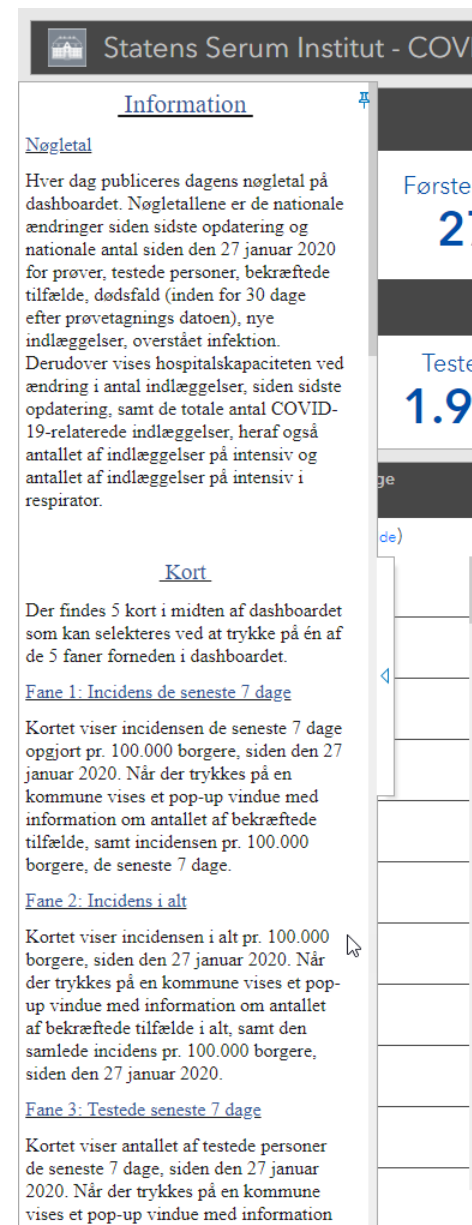 Statens Serum Institut - COVI
Information
Nøgletal
Hver dag publiceres dagens nøgletal på
dashboardet. Nøgletallene er de nationale
ændringer siden sidste opdatering og
nationale antal siden den 27 januar 2020
for prøver, testede personer, bekræftede
tilfælde, dødsfald (inden for 30 dage
efter prøvetagnings datoen), nye
indlæggelser, overstået infektion.
Derudover vises hospitalskapaciteten ved
ændring i antal indlæggelser, siden sidste
opdatering, samt de totale antal COVID-
19-relaterede indlæggelser, heraf også
antallet af indlæggelser på intensiv og
antallet af indlæggelser på intensiv i
respirator.
Kort
Der findes 5 kort i midten af dashboardet
som kan selekteres ved at trykke på én af
de 5 faner forneden i dashboardet.
Fane 1: Incidens de seneste 7 dage
Kortet viser incidensen de seneste 7 dage
opgjort pr. 100.000 borgere, siden den 27
januar 2020. Når der trykkes på en
kommune vises et pop-up vindue med
information om antallet af bekræftede
tilfælde, samt incidensen pr. 100.000
borgere, de seneste 7 dage.
Fane 2: Incidens i alt
Kortet viser incidensen i alt pr. 100.000
borgere, siden den 27 januar 2020. Når
der trykkes på en kommune vises et pop-
up vindue med information om antallet
af bekræftede tilfælde i alt, samt den
samlede incidens pr. 100.000 borgere,
siden den 27 januar 2020.
Fane 3: Testede seneste 7 dage
Kortet viser antallet af testede personer
de seneste 7 dage, siden den 27 januar
2020. Når der trykkes på en kommune
vises et pop-up vindue med information
Første
27
Teste
1.9
ge
de)